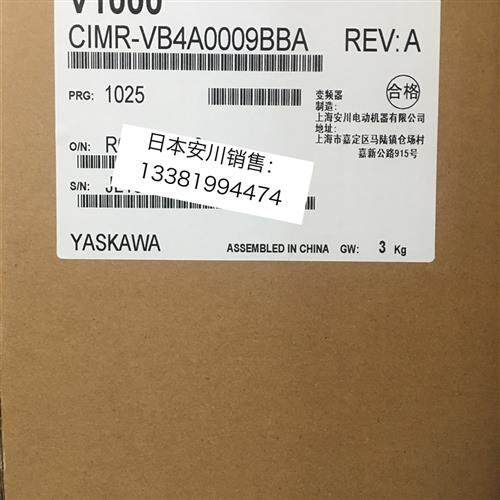 V1000
CIMR-VB4A0009BBA REV: A
PRG: 1025
合格
变频器
制造:
上海安川电动机器有限公司
地址:
上海市嘉定区马陆镇仓场村
嘉新公路915号
O/N:
S/N:
日本安川销售:
13381994474
YASKAWA ASSEMBLED IN CHINA GW: 3 Kg